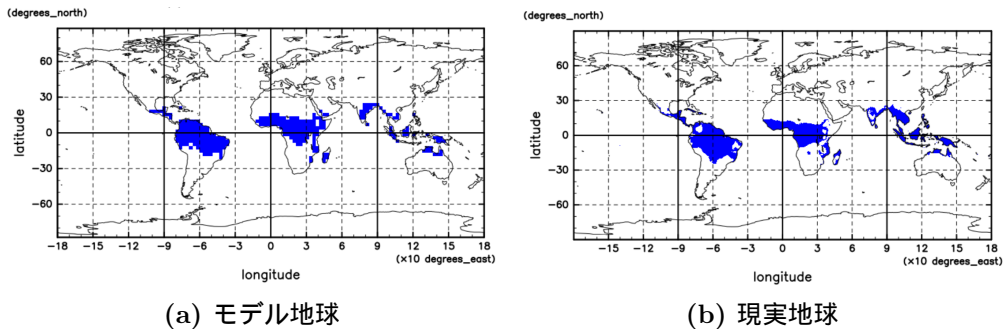 (degrees_north)
60
30
0
−30
−60
latitude
−18 −15 −12 −9 −6 −3 0 3 6 9 12 15 18
(×10 degrees_east)
longitude
(a) モデル地球
(degrees_north)
60
30
0
−30
−60
latitude
−15 −12 −9 −6 −3 0 3 6 9 12 15 18
(×10 degrees_east)
longitude
(b) 現実地球